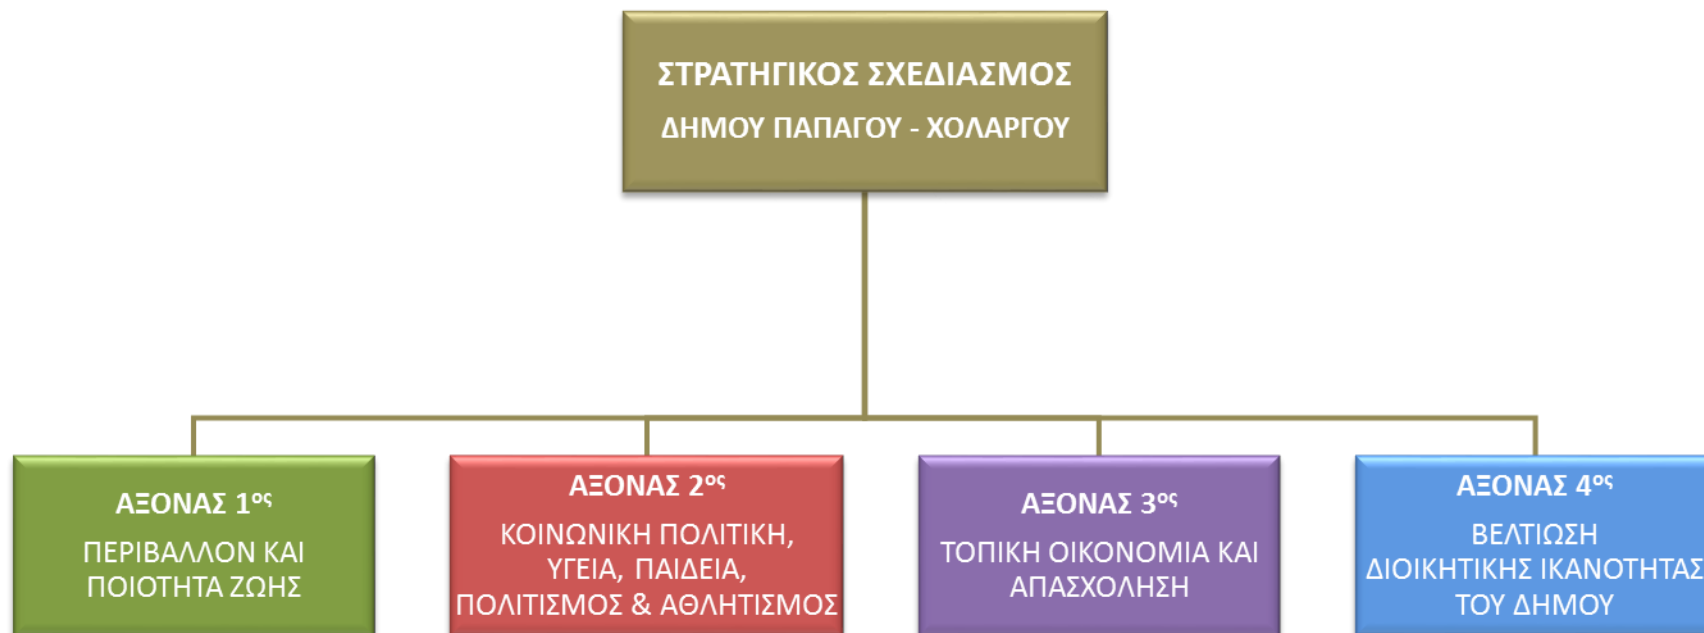 ΣΤΡΑΤΗΓΙΚΟΣ ΣΧΕΔΙΑΣΜΟΣ
ΔΗΜΟΥ ΠΑΠΑΓΟΥ - ΧΟΛΑΡΓΟΥ
ΑΞΟΝΑΣ 1ος
ΠΕΡΙΒΑΛΛΟΝ ΚΑΙ
ΠΟΙΟΤΗΤΑ ΖΩΗΣ
ΑΞΟΝΑΣ 2ος
ΚΟΙΝΩΝΙΚΗ ΠΟΛΙΤΙΚΗ,
ΥΓΕΙΑ, ΠΑΙΔΕΙΑ,
ΠΟΛΙΤΙΣΜΟΣ & ΑΘΛΗΤΙΣΜΟΣ
ΑΞΟΝΑΣ 3ος
ΤΟΠΙΚΗ ΟΙΚΟΝΟΜΙΑ ΚΑΙ
ΑΠΑΣΧΟΛΗΣΗ
ΑΞΟΝΑΣ 4ος
ΒΕΛΤΙΩΣΗ
ΔΙΟΙΚΗΤΙΚΗΣ ΙΚΑΝΟΤΗΤΑΣ
ΤΟΥ ΔΗΜΟΥ